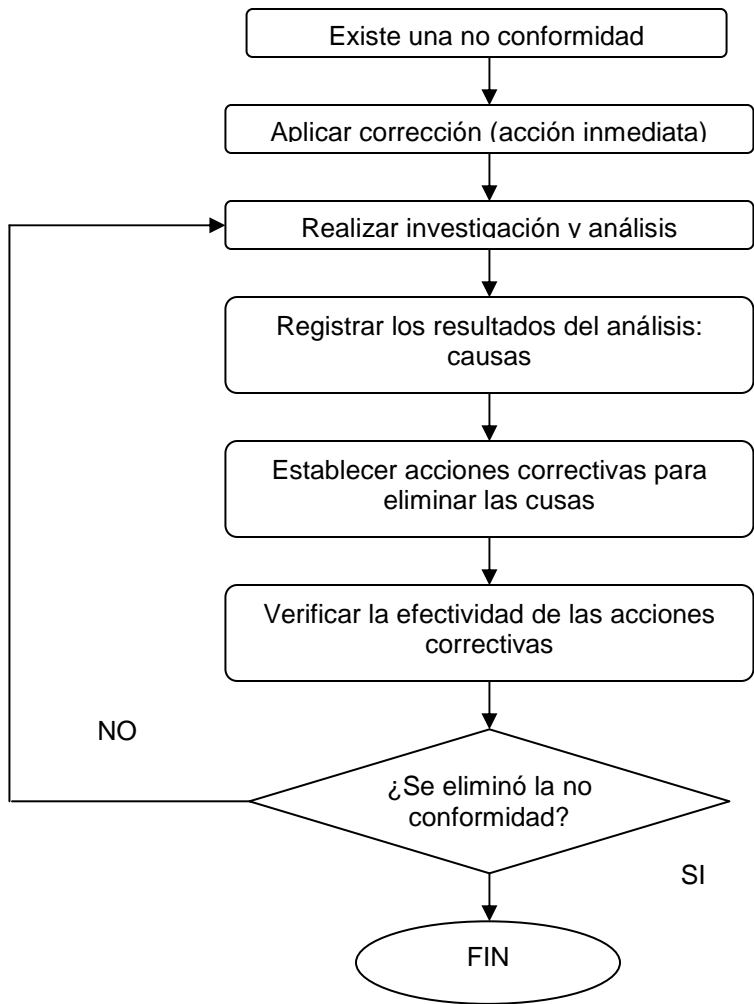 Existe una no conformidad
Aplicar corrección (acción inmediata)
Realizar investigación y análisis
Registrar los resultados del análisis:
causas
Establecer acciones correctivas para
eliminar las cusas
Verificar la efectividad de las acciones
correctivas
NO
¿Se eliminó la no
conformidad?
SI
FIN